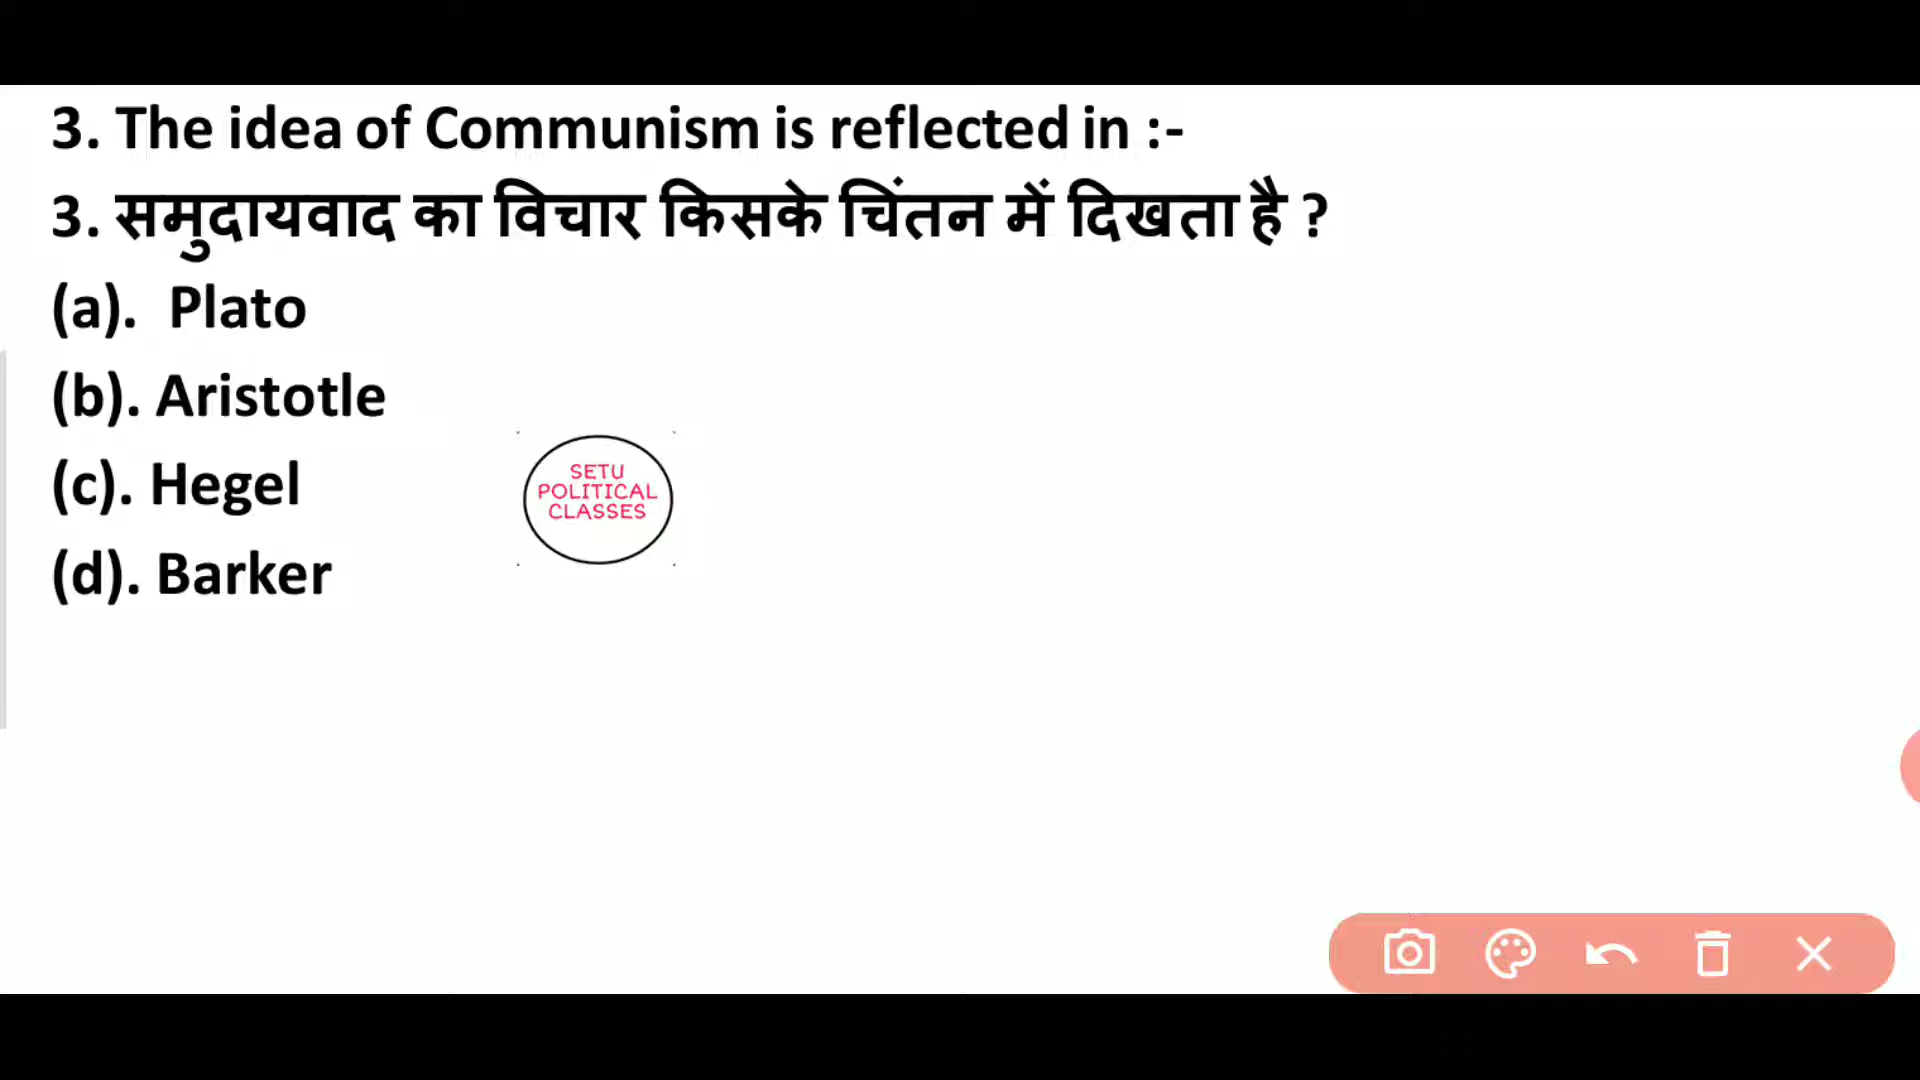 3. The idea of Communism is reflected in :-
3. समुदायवाद का विचार किसके चिंतन में दिखता है ?
(a). Plato
(b). Aristotle
(c). Hegel
(d). Barker
SETU
POLITICAL
CLASSES